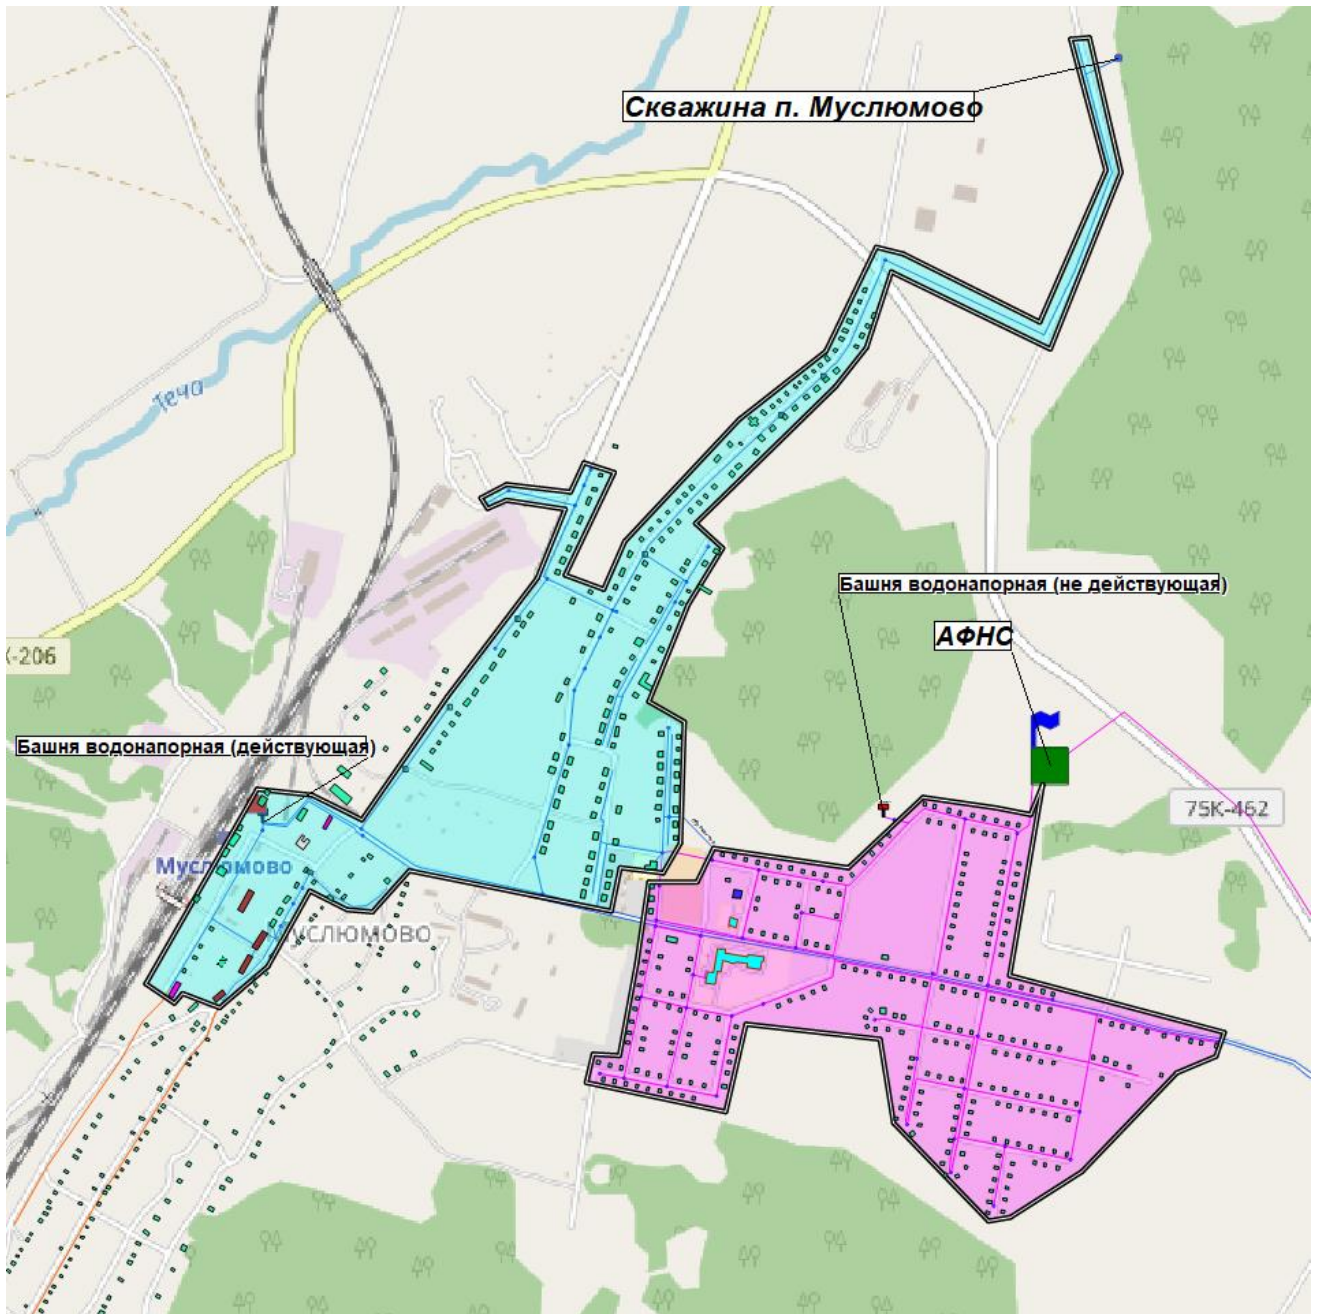 Скважина п. Муслюмово
Теча
Башня водонапорная (не действующая)
АФНС
К-206
Башня водонапорная (действующая)
75К-462
Муслюмово
МУСЛЮМОВО